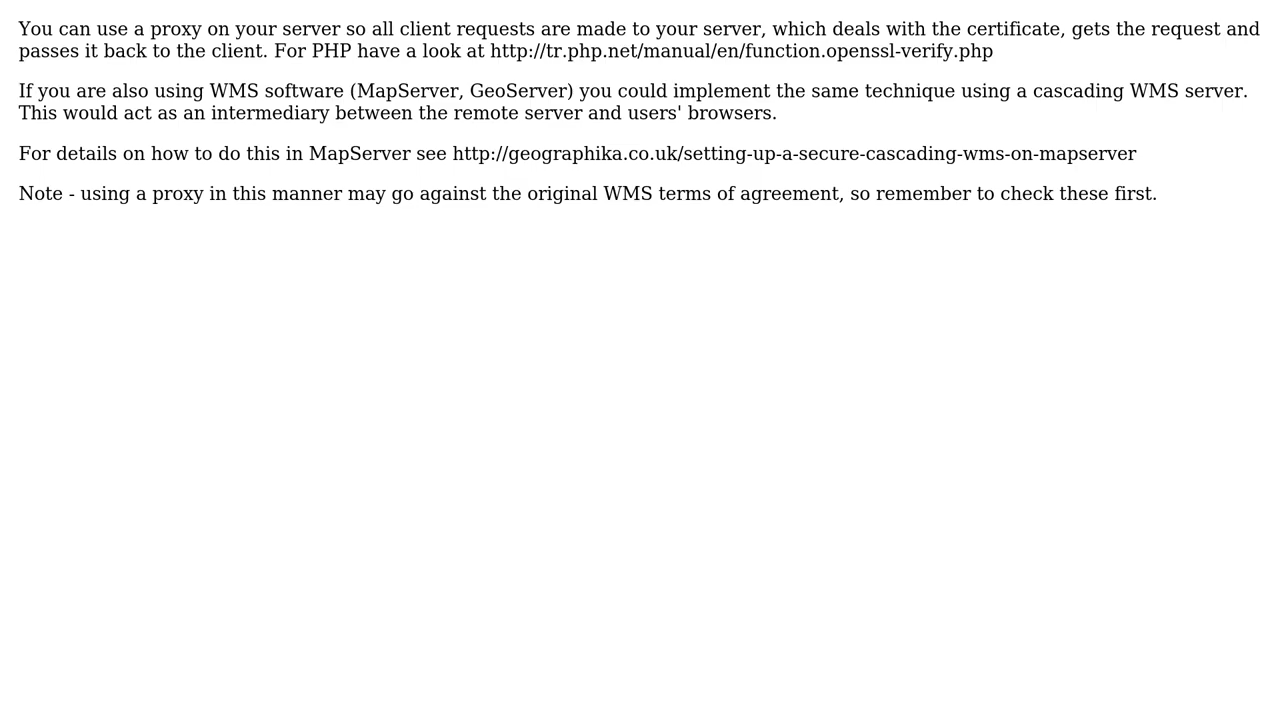 You can use a proxy on your server so all client requests are made to your server, which deals with the certificate, gets the request and
passes it back to the client. For PHP have a look at http://tr.php.net/manual/en/function.openssl-verify.php
If you are also using WMS software (MapServer, GeoServer) you could implement the same technique using a cascading WMS server.
This would act as an intermediary between the remote server and users' browsers.
For details on how to do this in MapServer see http://geographika.co.uk/setting-up-a-secure-cascading-wms-on-mapserver
Note - using a proxy in this manner may go against the original WMS terms of agreement, so remember to check these first.